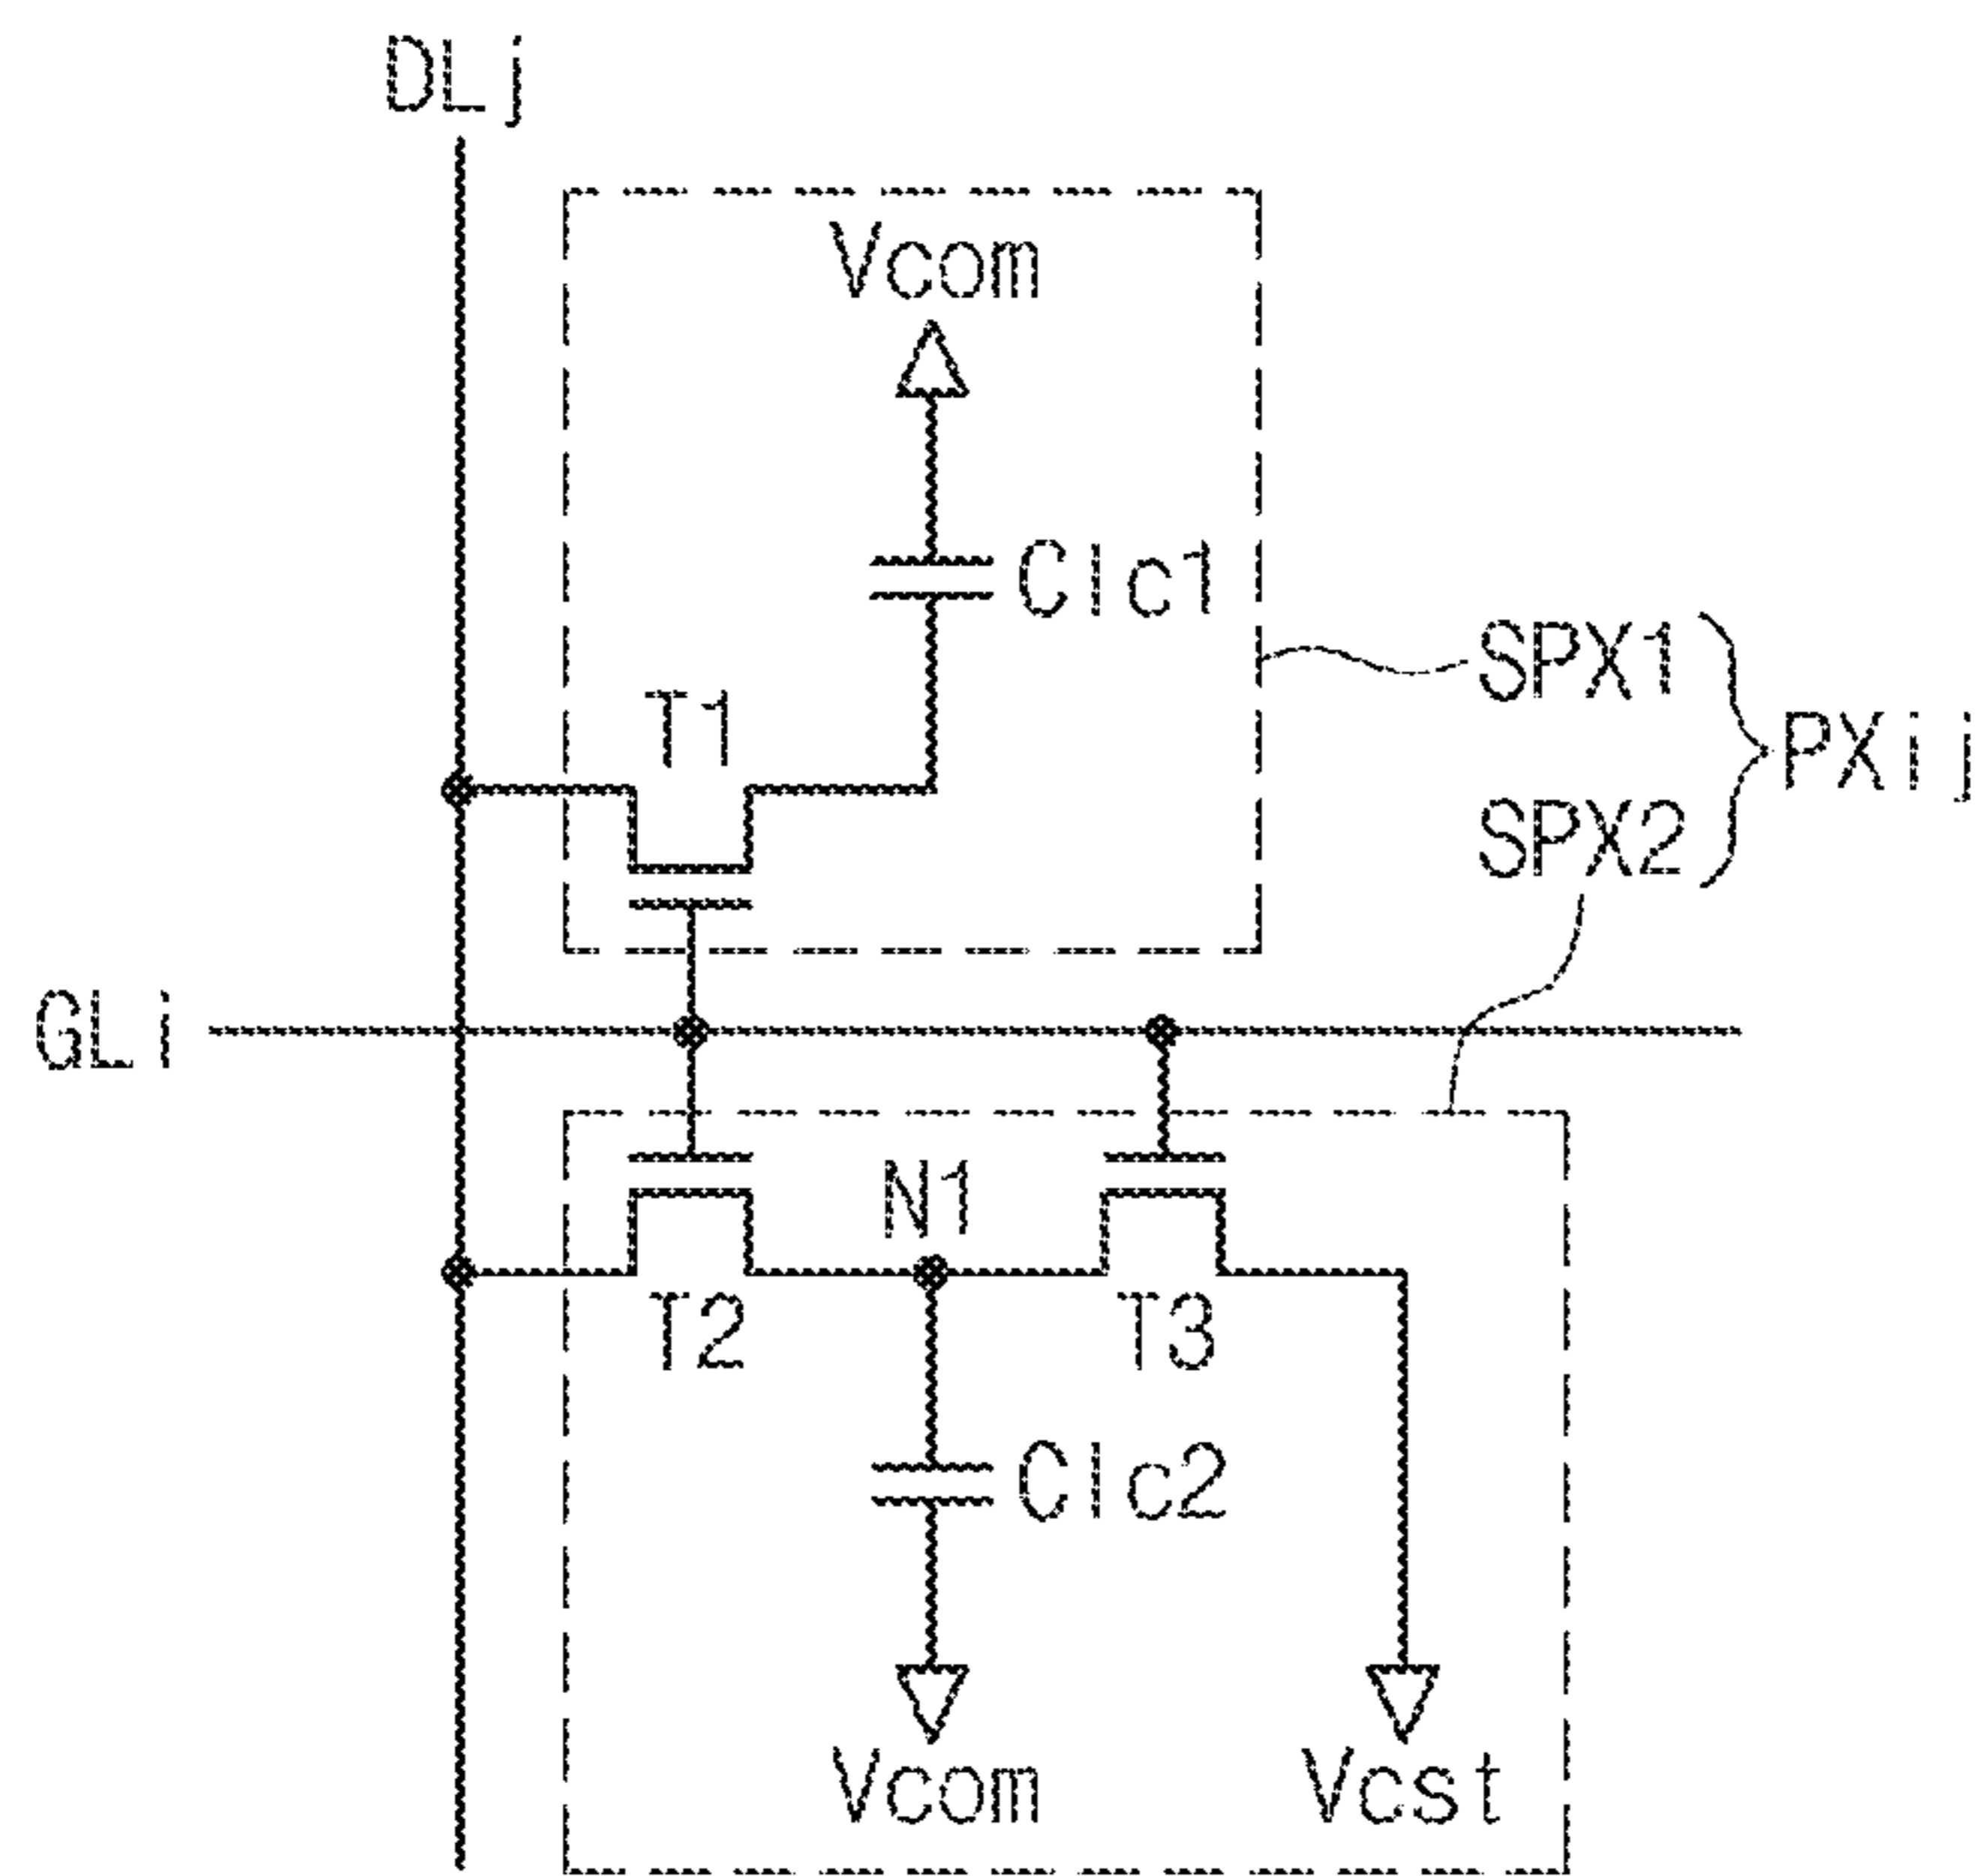 DLj
Vcom
Clc1
SPX1
T1
PXij
SPX2
GLi
N1
T2
T3
Clc2
Vcom
Vcst